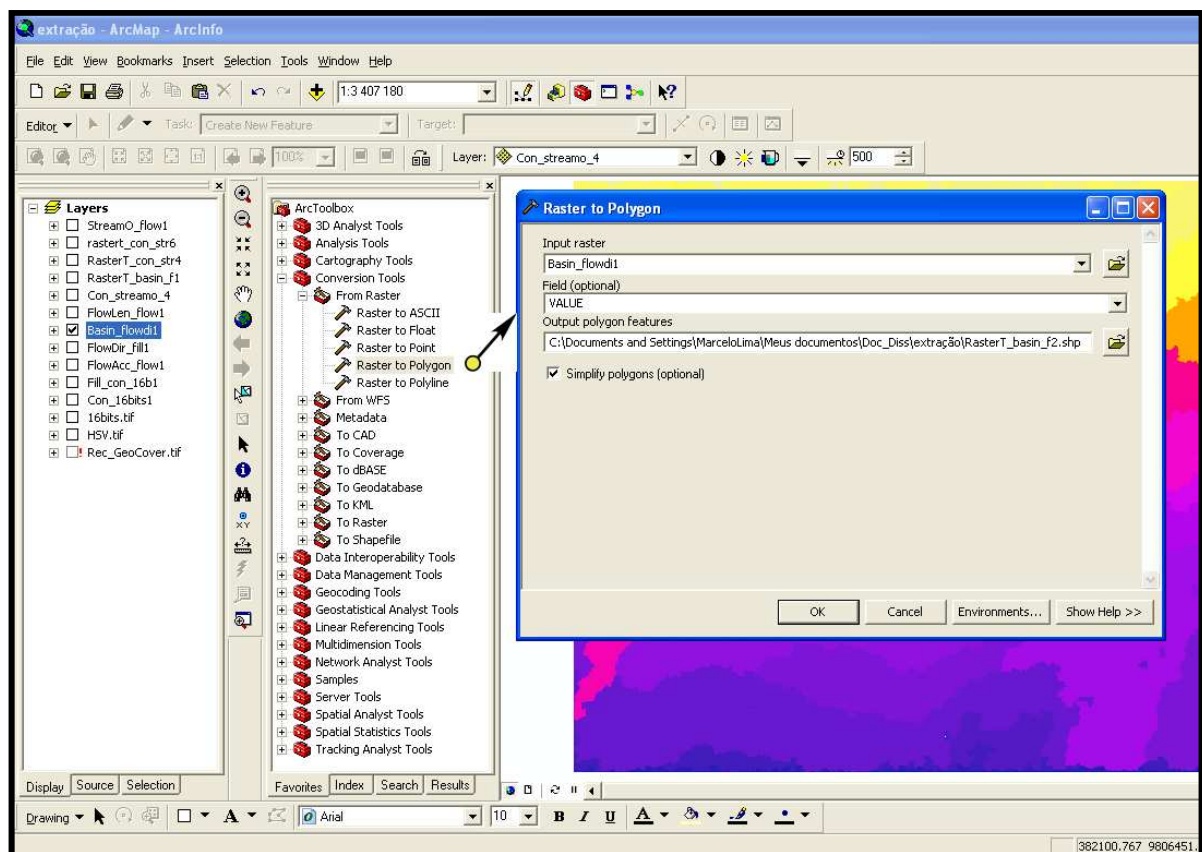 extração - ArcMap - ArcInfo
File Edit View Bookmarks Insert Selection Tools Window Help
1:3 407 180
Editor Task: Create New Feature Target:
100% Layer: Con_streamo_4 500
Layers
StreamO_flow1
rastert_con_str6
RasterT_con_str4
RasterT_basin_f1
Con_streamo_4
FlowLen_flow1
Basin_flowdi1
FlowDir_fill1
FlowAcc_flow1
Fill_con_16b1
Con_16bits1
16bits.tif
HSV.tif
Rec_GeoCover.tif
Display Source Selection
XY
ArcToolbox
3D Analyst Tools
Analysis Tools
Cartography Tools
Conversion Tools
From Raster
Raster to ASCII
Raster to Float
Raster to Point
Raster to Polygon
Raster to Polyline
From WFS
Metadata
To CAD
To Coverage
To dBASE
To Geodatabase
To KML
To Raster
To Shapefile
Data Interoperability Tools
Data Management Tools
Geocoding Tools
Geostatistical Analyst Tools
Linear Referencing Tools
Multidimension Tools
Network Analyst Tools
Samples
Server Tools
Spatial Analyst Tools
Spatial Statistics Tools
Tracking Analyst Tools
Favorites Index Search Results
Raster to Polygon
Input raster
Basin_flowdi1
Field (optional)
VALUE
Output polygon features
C:\Documents and Settings\MarceloLima\Meus documentos\Doc_Diss\extração\RasterT_basin_f2.shp
Simplify polygons (optional)
OK Cancel Environments... Show Help >>
Drawing A Arial 10 B I U A
382100.767 9806451.